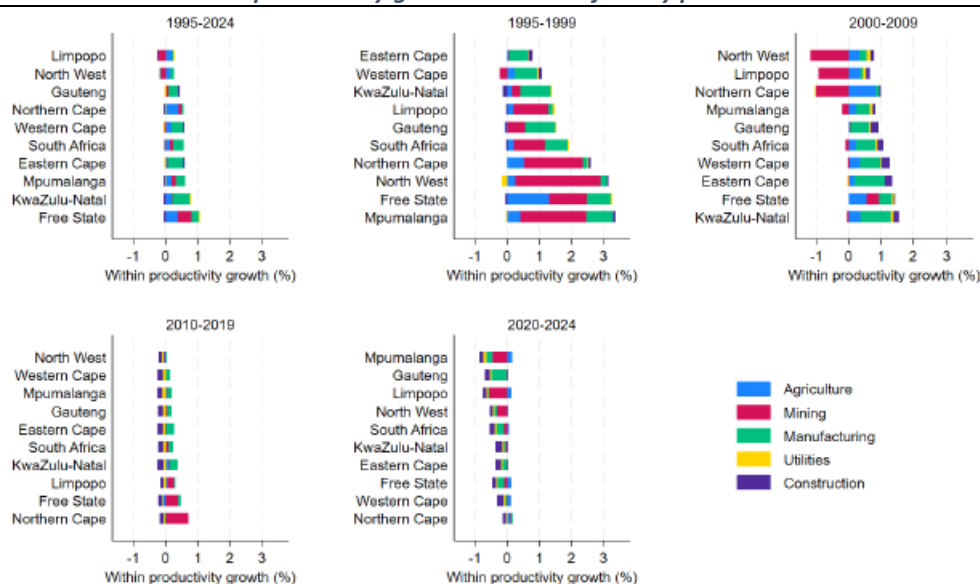 1995-2024
Limpopo
North West
Gauteng
Northern Cape
Western Cape
South Africa
Eastern Cape
Mpumalanga
KwaZulu-Natal
Free State
-1 0 1 2 3
Within productivity growth (%)
1995-1999
Eastern Cape
Western Cape
KwaZulu-Natal
Limpopo
Gauteng
South Africa
Northern Cape
North West
Free State
Mpumalanga
-1 0 1 2 3
Within productivity growth (%)
2000-2009
North West
Limpopo
Northern Cape
Mpumalanga
Gauteng
South Africa
Western Cape
Eastern Cape
Free State
KwaZulu-Natal
-1 0 1 2 3
Within productivity growth (%)
2010-2019
North West
Western Cape
Mpumalanga
Gauteng
Eastern Cape
South Africa
KwaZulu-Natal
Limpopo
Free State
Northern Cape
-1 0 1 2 3
Within productivity growth (%)
2020-2024
Mpumalanga
Gauteng
Limpopo
North West
South Africa
KwaZulu-Natal
Eastern Cape
Free State
Western Cape
Northern Cape
-1 0 1 2 3
Within productivity growth (%)
Agriculture
Mining
Manufacturing
Utilities
Construction